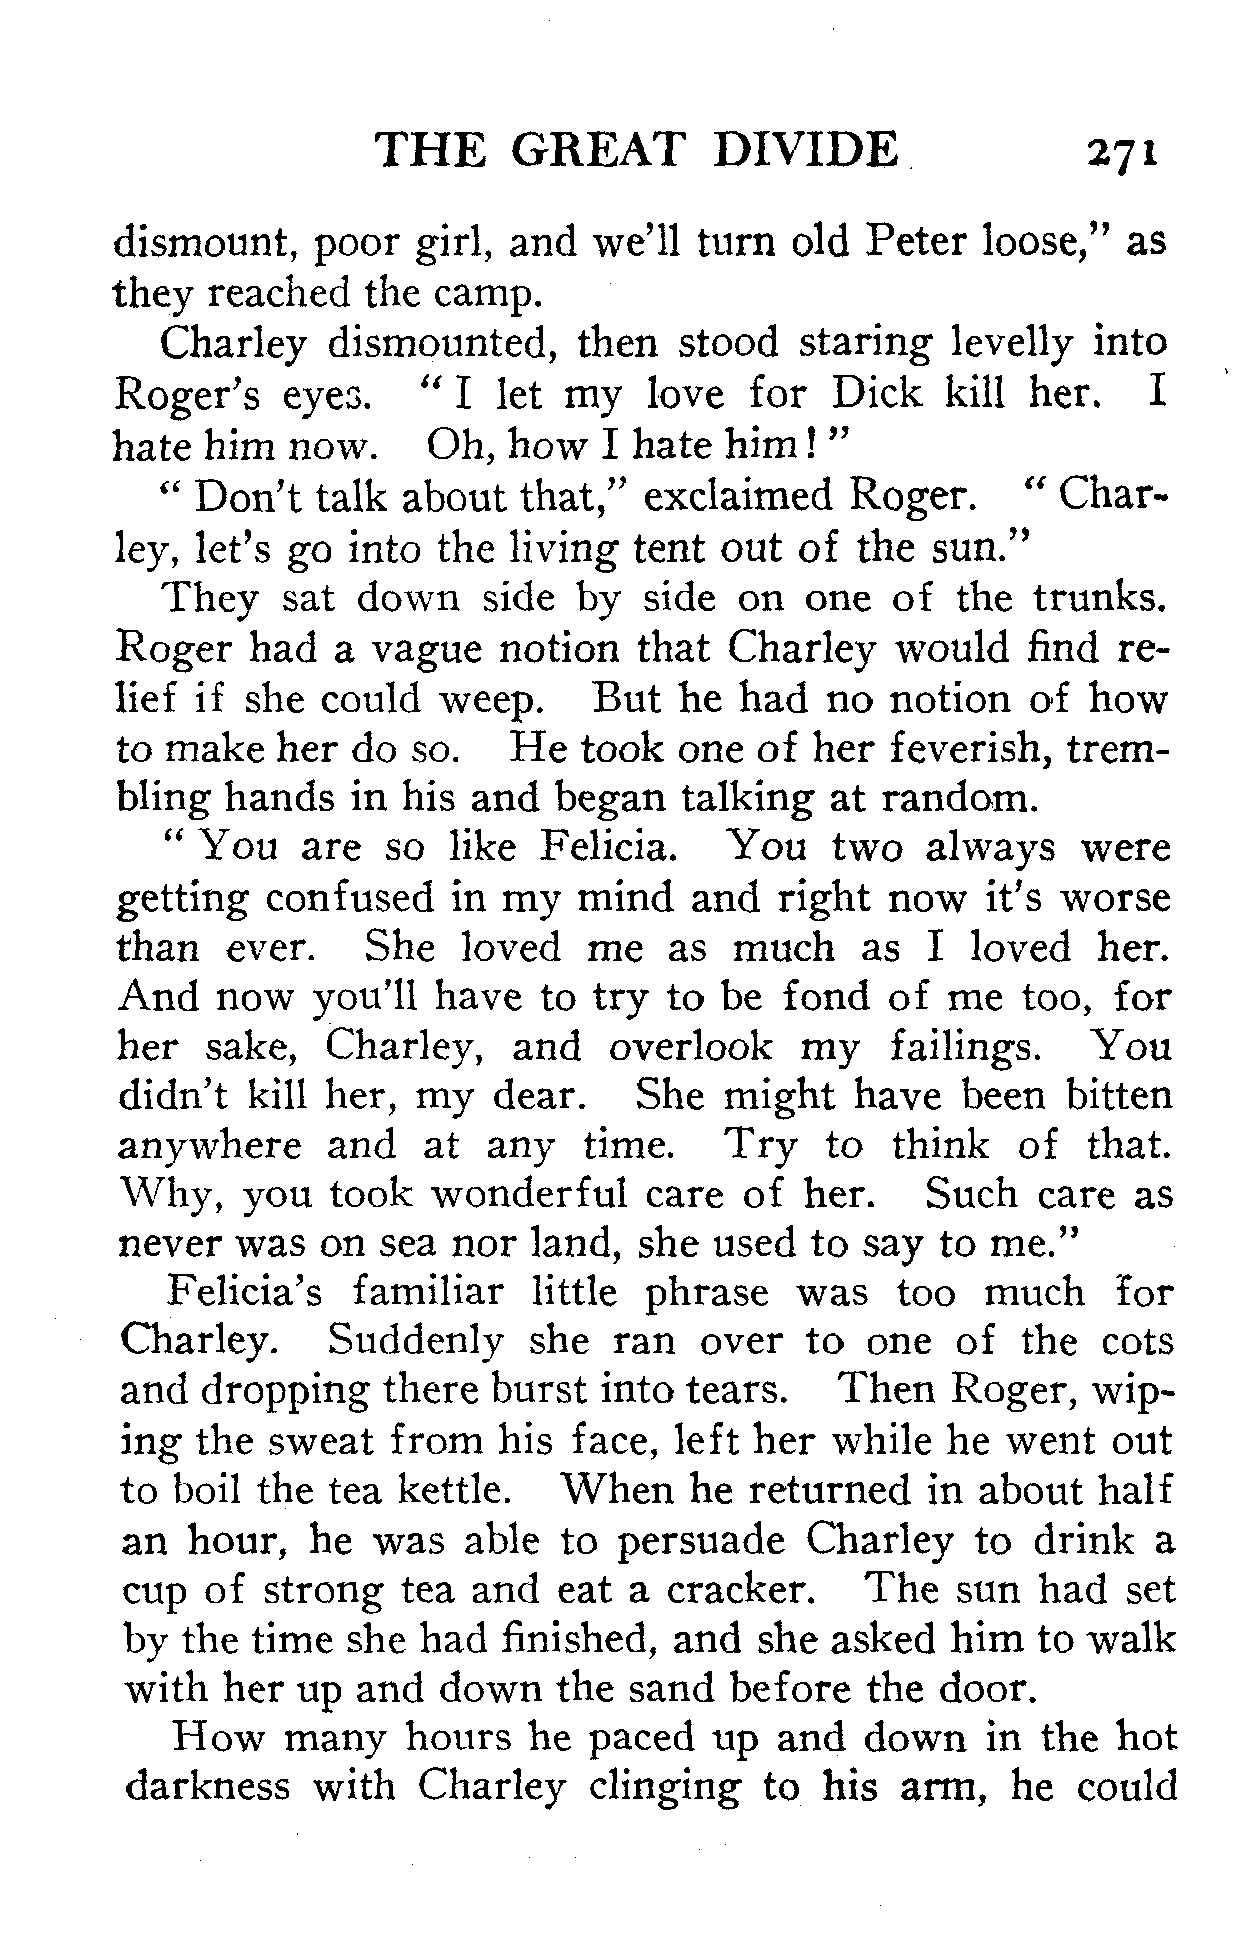 THE GREAT DIVIDE 271
dismount, poor girl, and we'll turn old Peter loose," as
they reached the camp.
Charley dismounted, then stood staring levelly into
Roger's eyes. "I let my love for Dick kill her. I
hate him now. Oh, how I hate him!"
"Don't talk about that," exclaimed Roger. "Char-
ley, let's go into the living tent out of the sun."
They sat down side by side on one of the trunks.
Roger had a vague notion that Charley would find re-
lief if she could weep. But he had no notion of how
to make her do so. He took one of her feverish, trem-
bling hands in his and began talking at random.
"You are so like Felicia. You two always were
getting confused in my mind and right now it's worse
than ever. She loved me as much as I loved her.
And now you'll have to try to be fond of me too, for
her sake, Charley, and overlook my failings. You
didn't kill her, my dear. She might have been bitten
anywhere and at any time. Try to think of that.
Why, you took wonderful care of her. Such care as
never was on sea nor land, she used to say to me."
Felicia's familiar little phrase was too much for
Charley. Suddenly she ran over to one of the cots
and dropping there burst into tears. Then Roger, wip-
ing the sweat from his face, left her while he went out
to boil the tea kettle. When he returned in about half
an hour, he was able to persuade Charley to drink a
cup of strong tea and eat a cracker. The sun had set
by the time she had finished, and she asked him to walk
with her up and down the sand before the door.
How many hours he paced up and down in the hot
darkness with Charley clinging to his arm, he could